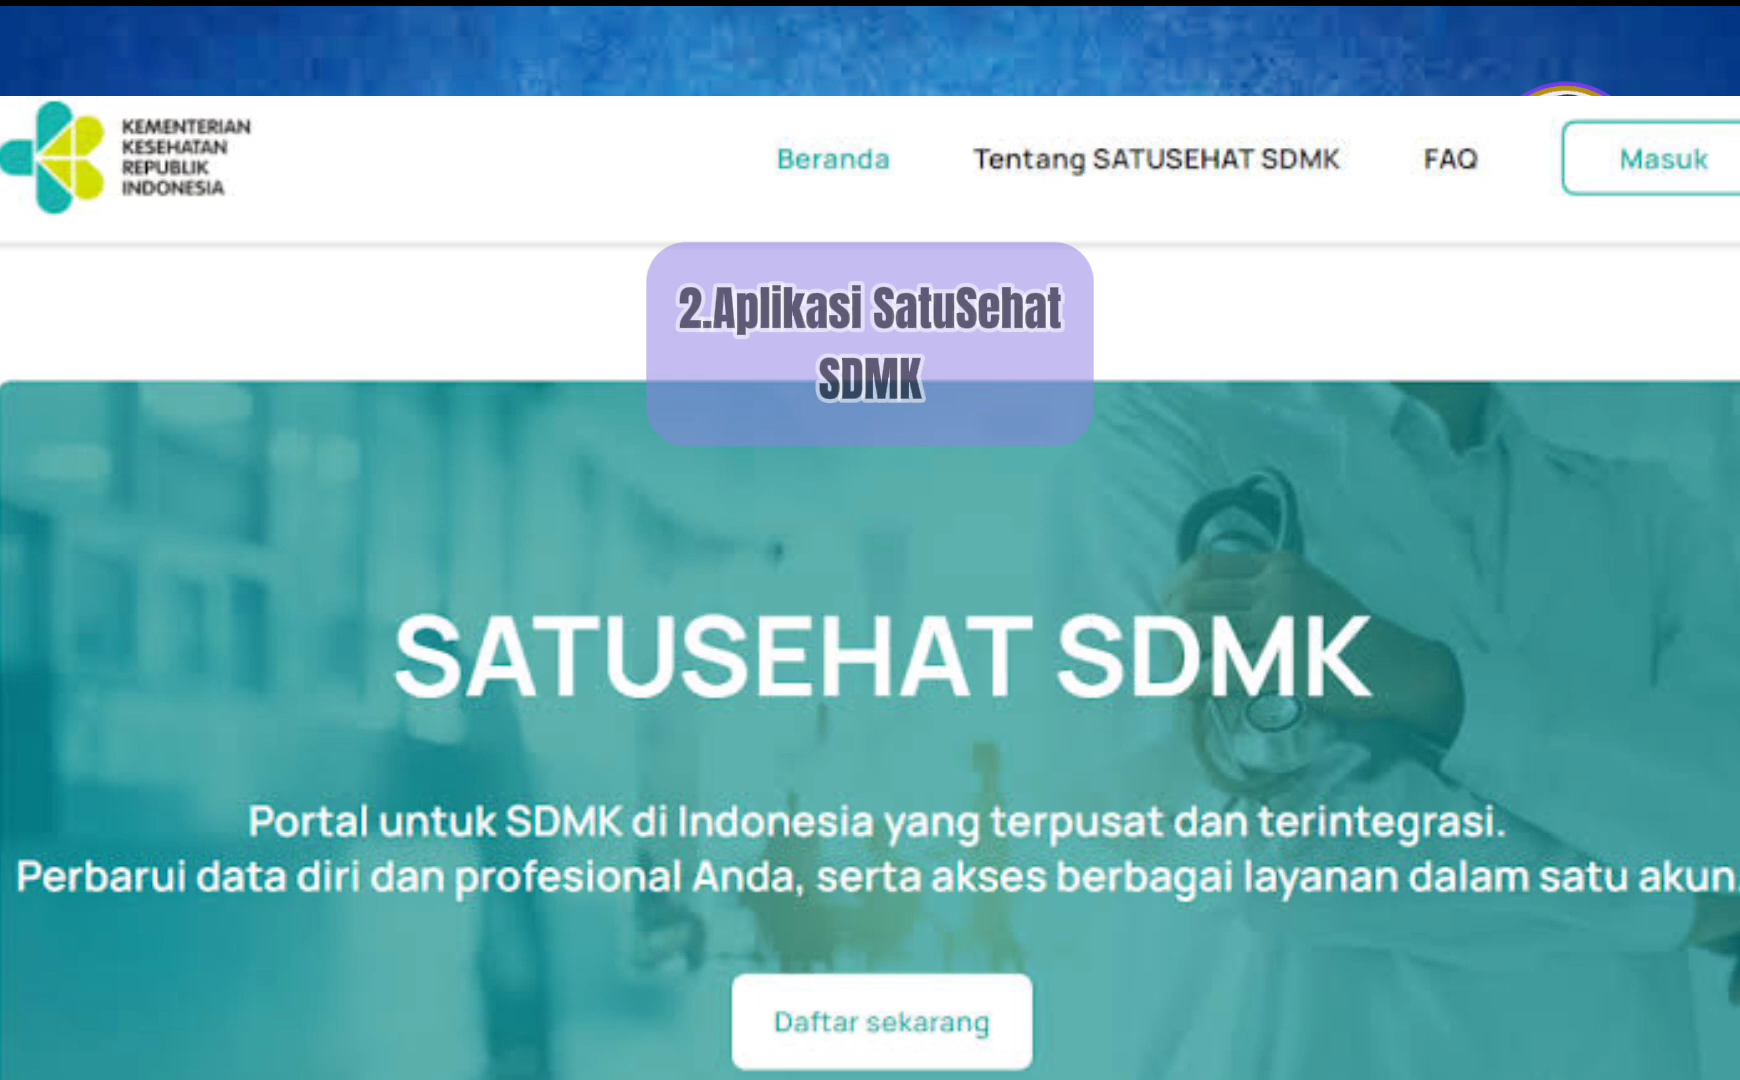 KEMENTERIAN
KESEHATAN
REPUBLIK
INDONESIA
Beranda
Tentang SATUSEHAT SDMK
FAQ
Masuk
2.Aplikasi SatuSehat
SDMK
SATUSEHAT SDMK
Portal untuk SDMK di Indonesia yang terpusat dan terintegrasi.
Perbarui data diri dan profesional Anda, serta akses berbagai layanan dalam satu akun.
Daftar sekarang